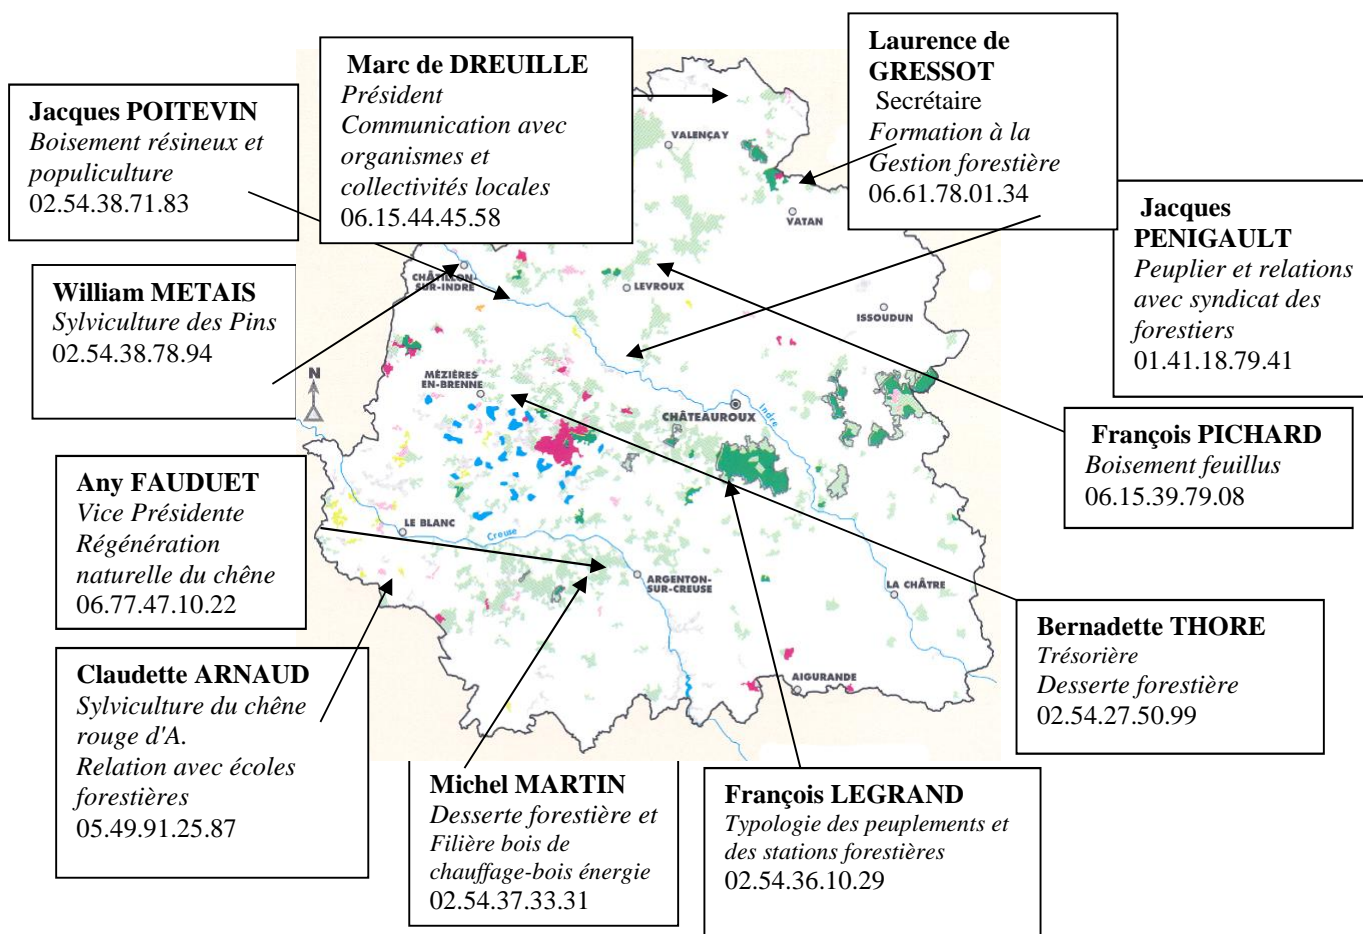 Marc de DREUILLE
Président
Communication avec
organismes et
collectivités locales
06.15.44.45.58
Laurence de
GRESSOT
Secrétaire
Formation à la
Gestion forestière
06.61.78.01.34
Jacques POITEVIN
Boisement résineux et
populiculture
02.54.38.71.83
Jacques
PENIGAULT
Peuplier et relations
avec syndicat des
forestiers
01.41.18.79.41
William METAIS
Sylviculture des Pins
02.54.38.78.94
François PICHARD
Boisement feuillus
06.15.39.79.08
Any FAUDUET
Vice Présidente
Régénération
naturelle du chêne
06.77.47.10.22
Bernadette THORE
Trésorière
Desserte forestière
02.54.27.50.99
Claudette ARNAUD
Sylviculture du chêne
rouge d'A.
Relation avec écoles
forestières
05.49.91.25.87
Michel MARTIN
Desserte forestière et
Filière bois de
chauffage-bois énergie
02.54.37.33.31
François LEGRAND
Typologie des peuplements et
des stations forestières
02.54.36.10.29
VALENÇAY
VATAN
CHÂTILLON-
SUR-INDRE
LEVROUX
ISSOUDUN
N
MÉZIÈRES
EN-BRENNE
CHÂTEAUROUX
Indre
LE BLANC
Creuse
ARGENTON-
SUR-CREUSE
LA CHÂTRE
AIGURANDE